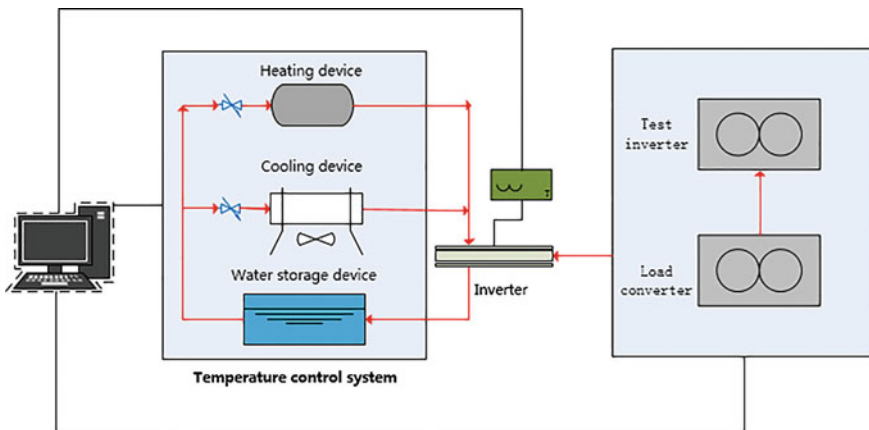 Heating device
Cooling device
Water storage device
Temperature control system
T
Inverter
Test
inverter
Load
converter